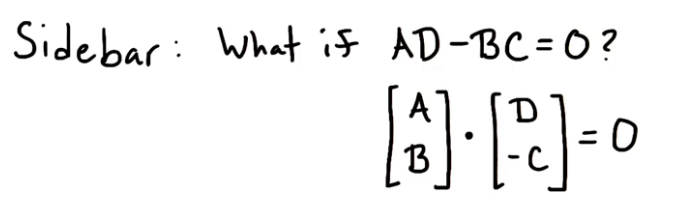 Sidebar: What if AD-BC=0?
[A B]·[D -C]=0